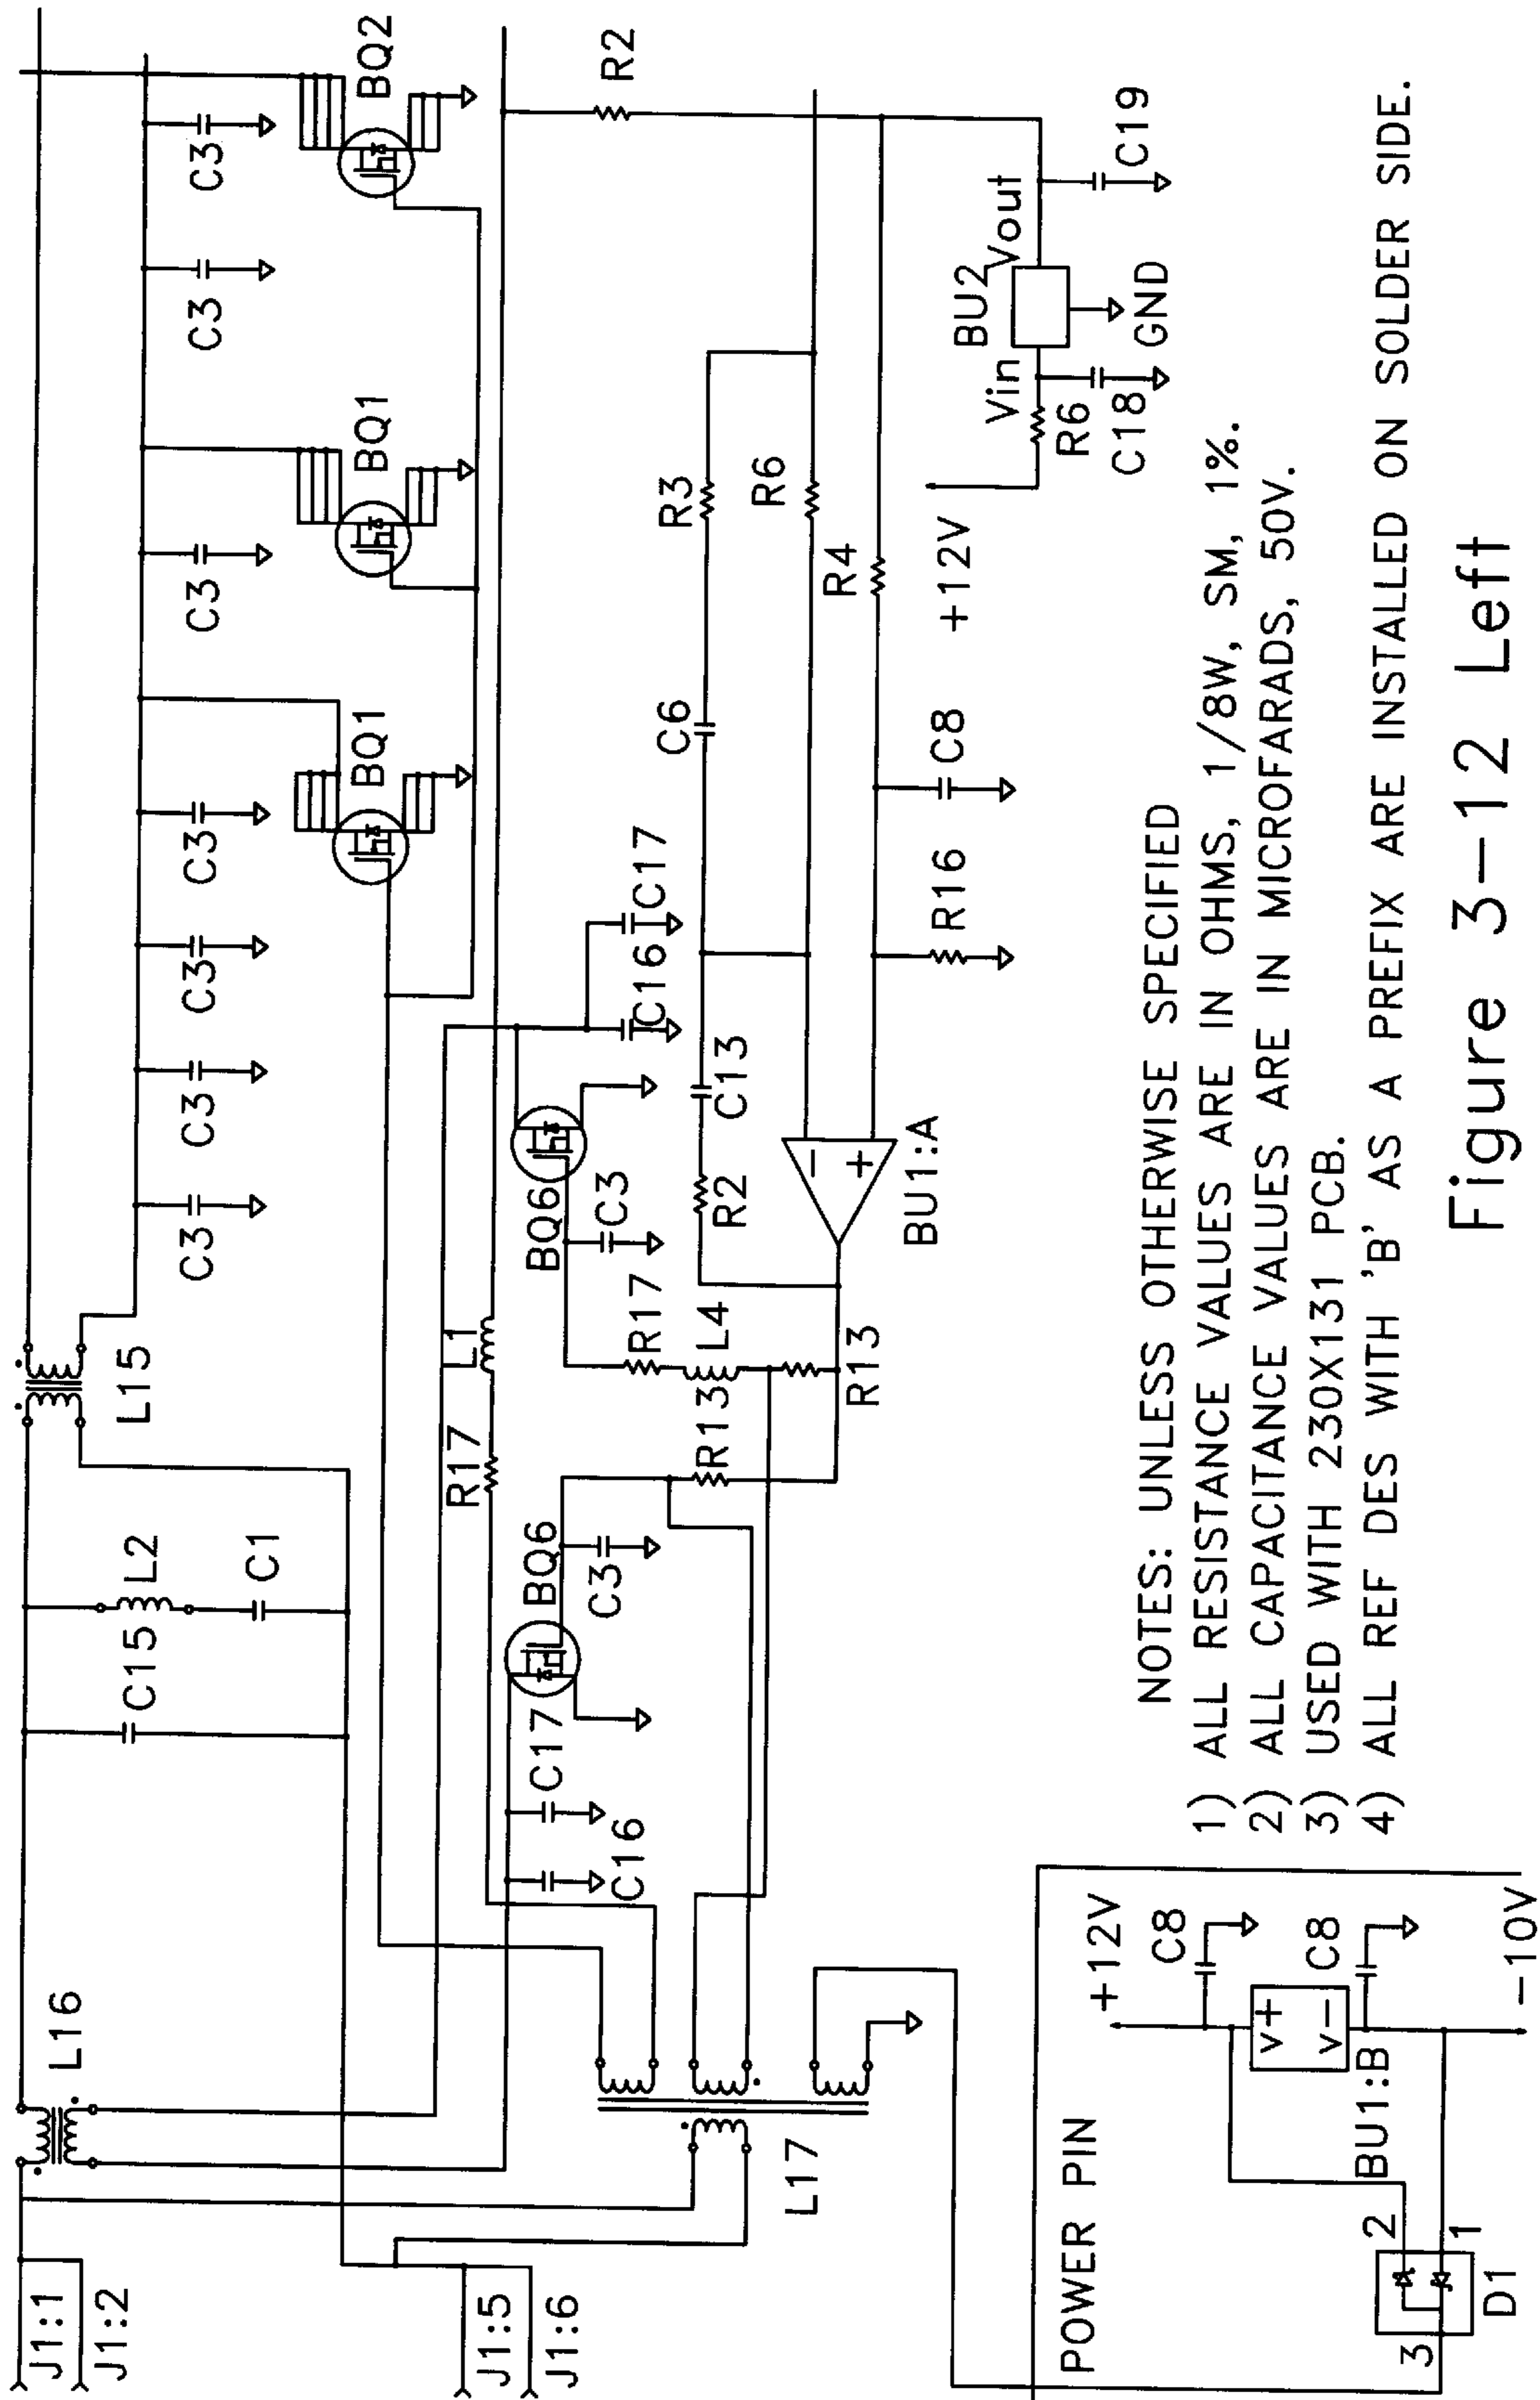 J1:1
J1:2
J1:5
J1:6
L16
L15
C15
L2
C1
C3
C3
C3
C3
C3
C3
C3
BQ1
BQ1
BQ2
R17
L1
C16
C17
BQ6
C3
R13
R17
L4
R13
BQ6
C3
C16
C17
R2
C13
C6
R3
R6
R4
R2
BU1:A
−
+
R16
C8
+12V
R6
C18
Vin
BU2
Vout
GND
C19
L17
POWER PIN
+12V
C8
v+
v−
C8
BU1:B
−10V
D1
1
2
3
NOTES: UNLESS OTHERWISE SPECIFIED
1) ALL RESISTANCE VALUES ARE IN OHMS, 1/8W, SM, 1%.
2) ALL CAPACITANCE VALUES ARE IN MICROFARADS, 50V.
3) USED WITH 230X131 PCB.
4) ALL REF DES WITH 'B' AS A PREFIX ARE INSTALLED ON SOLDER SIDE.
Figure 3−12 Left